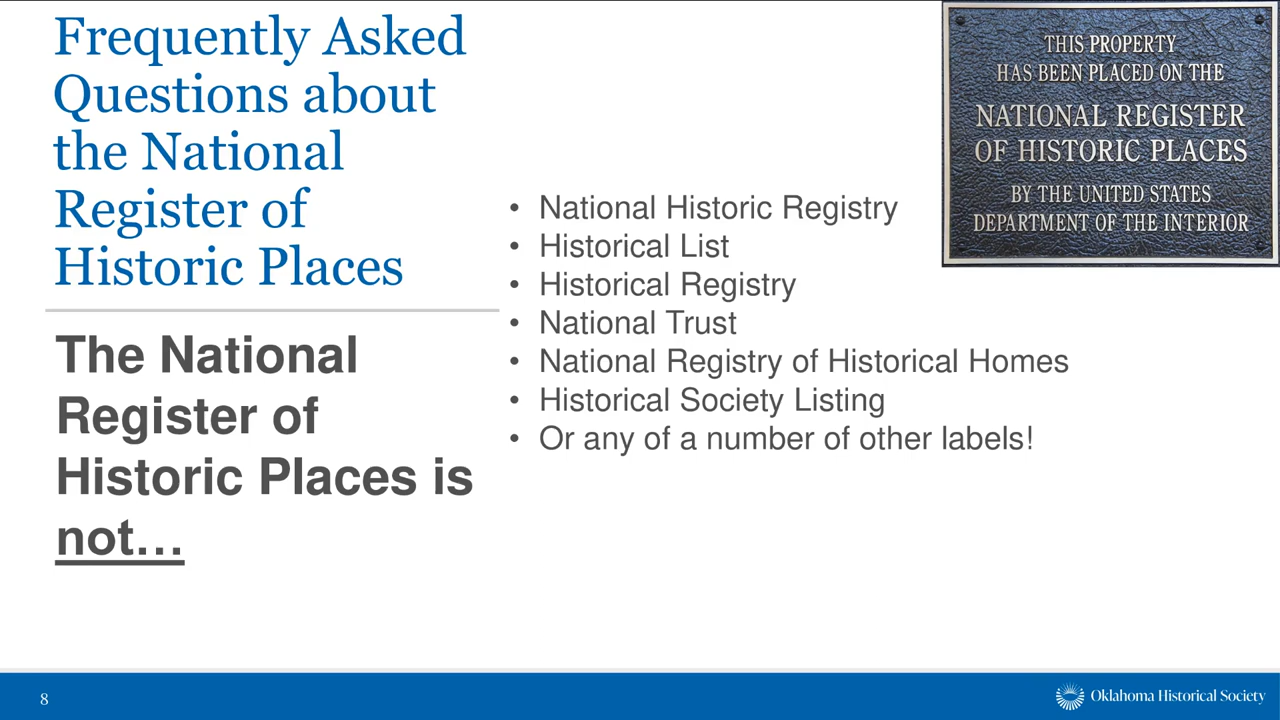 Frequently Asked
Questions about
the National
Register of
Historic Places
The National
Register of
Historic Places is
not…
• National Historic Registry
• Historical List
• Historical Registry
• National Trust
• National Registry of Historical Homes
• Historical Society Listing
• Or any of a number of other labels!
THIS PROPERTY
HAS BEEN PLACED ON THE
NATIONAL REGISTER
OF HISTORIC PLACES
BY THE UNITED STATES
DEPARTMENT OF THE INTERIOR
8
Oklahoma Historical Society